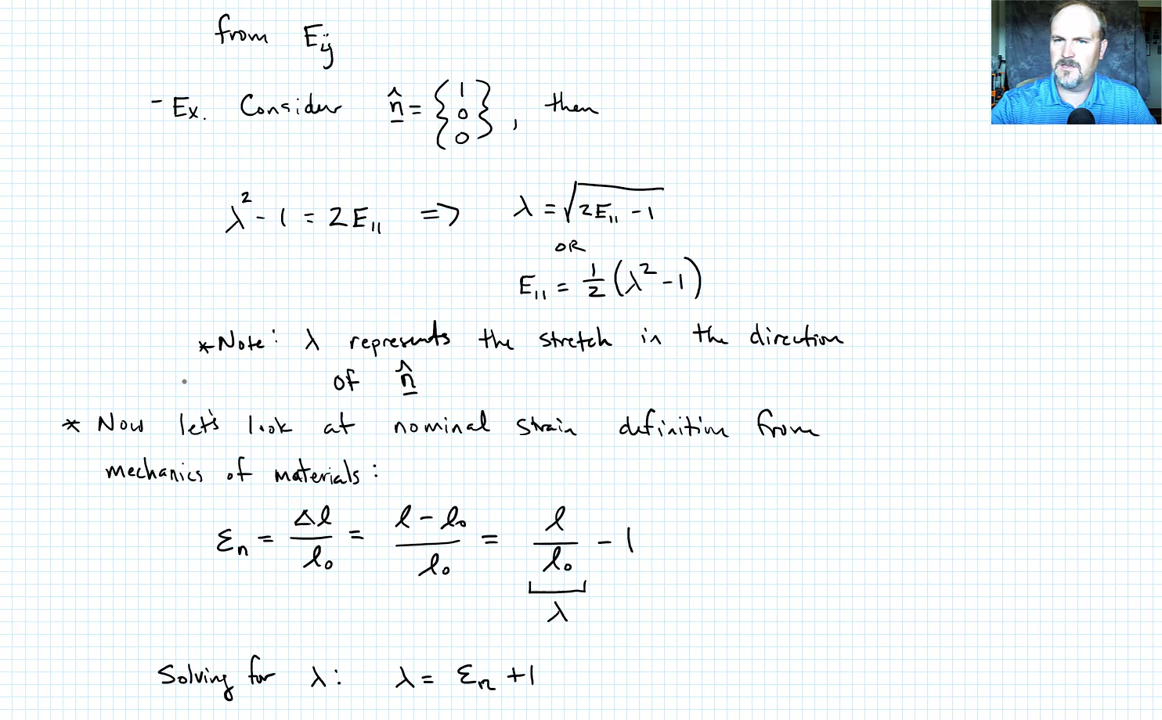 from Eij
- Ex. Consider n̂ = {1 0 0}, then
λ² - 1 = 2E₁₁ => λ = √(2E₁₁ - 1)
OR
E₁₁ = 1/2 (λ² - 1)
*Note: λ represents the stretch in the direction
of n̂
* Now let's look at nominal strain definition from
mechanics of materials:
εn = Δl/l₀ = (l - l₀)/l₀ = l/l₀ - 1
λ
Solving for λ: λ = εn + 1